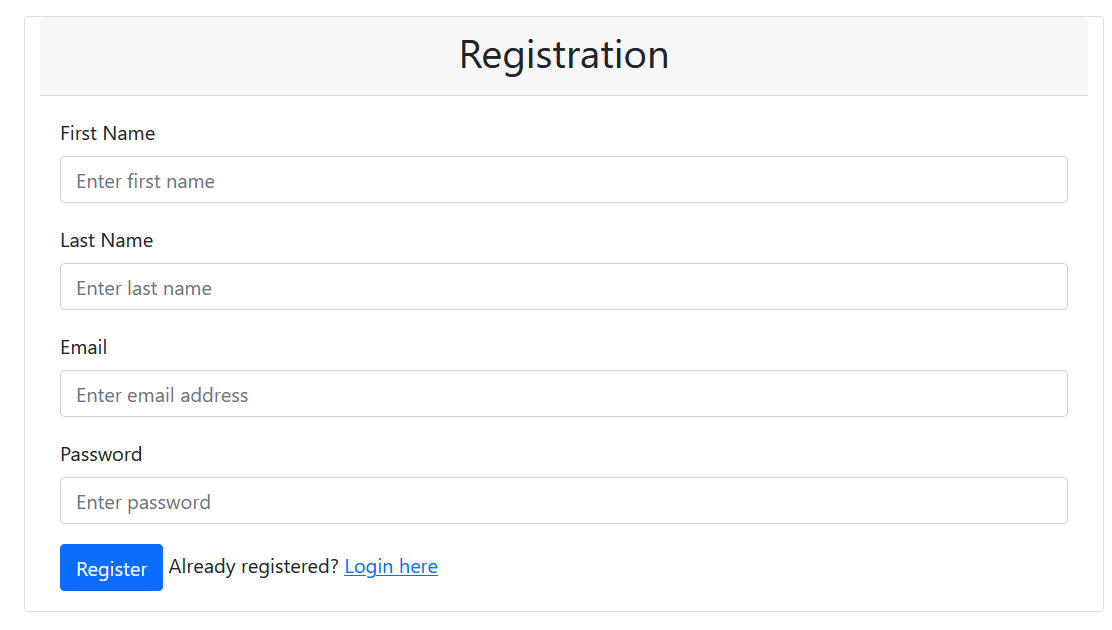 Registration
First Name
Enter first name
Last Name
Enter last name
Email
Enter email address
Password
Enter password
Register Already registered? Login here